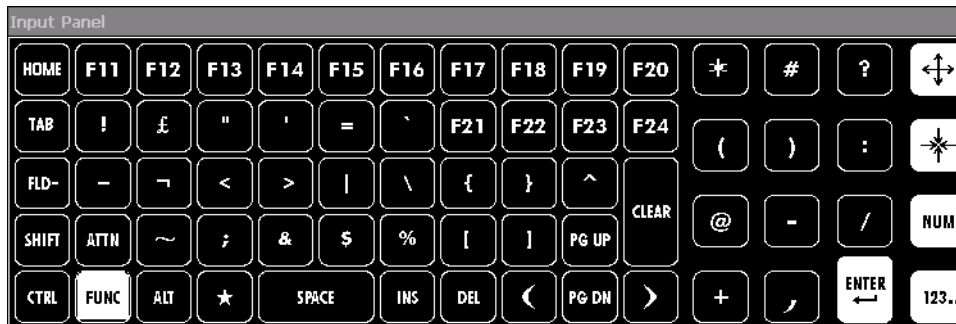 Input Panel
HOME F11 F12 F13 F14 F15 F16 F17 F18 F19 F20 * # ?
TAB ! £ " ' = ` F21 F22 F23 F24 ( ) :
FLD- – ¬ < > | \ { } ^ CLEAR
SHIFT ATTN ~ ; & $ % [ ] PG UP @ - / NUM
CTRL FUNC ALT ★ SPACE INS DEL ( PG DN ) + , ENTER 123..